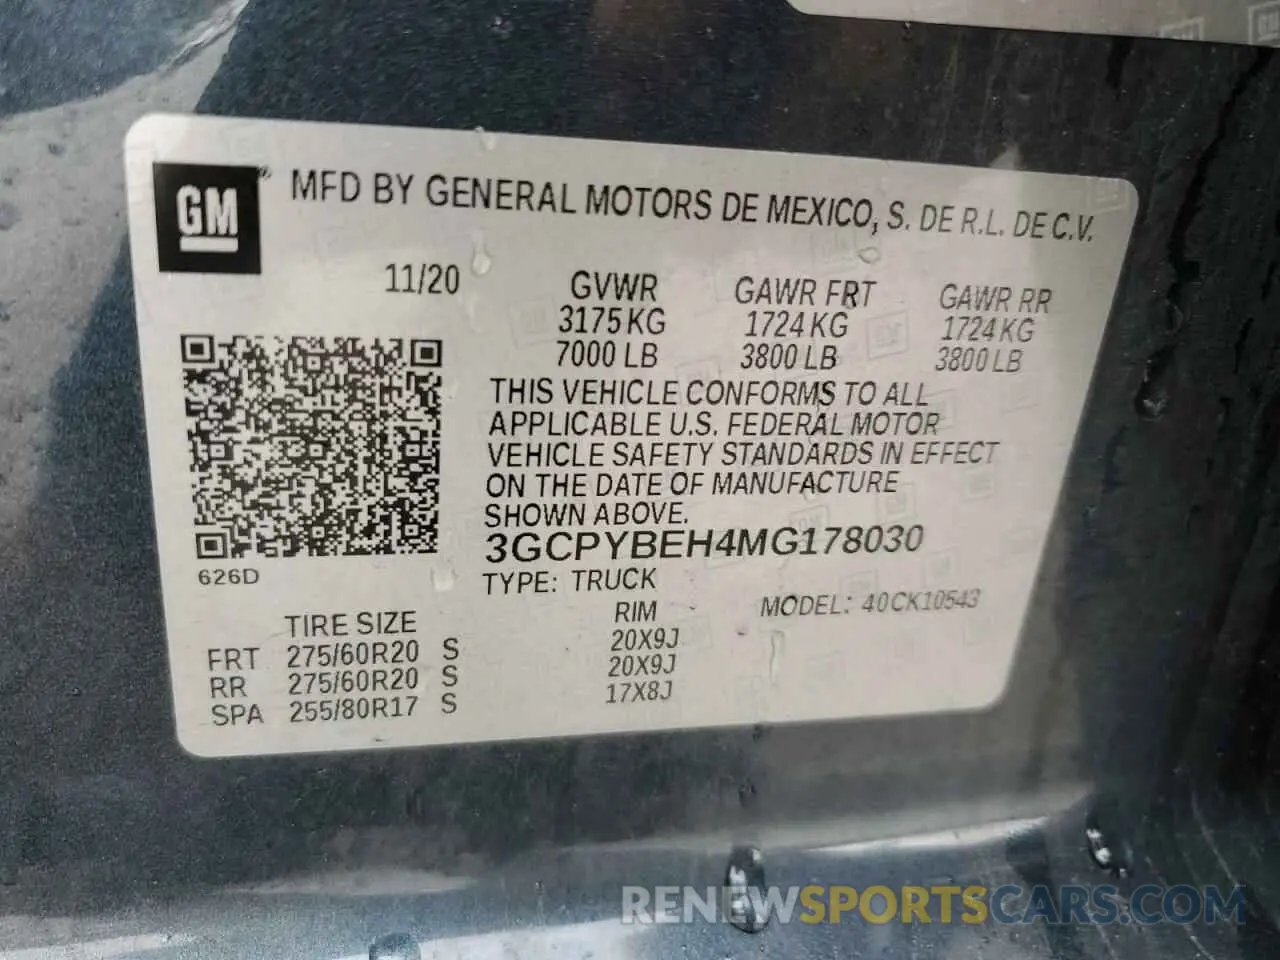 GM® MFD BY GENERAL MOTORS DE MEXICO, S. DE R.L. DE C.V.
11/20 GVWR GAWR FRT GAWR RR
3175 KG 1724 KG 1724 KG
7000 LB 3800 LB 3800 LB
THIS VEHICLE CONFORMS TO ALL
APPLICABLE U.S. FEDERAL MOTOR
VEHICLE SAFETY STANDARDS IN EFFECT
ON THE DATE OF MANUFACTURE
SHOWN ABOVE.
3GCPYBEH4MG178030
626D
TYPE: TRUCK MODEL: 40CK10543
TIRE SIZE RIM
FRT 275/60R20 S 20X9J
RR 275/60R20 S 20X9J
SPA 255/80R17 S 17X8J
RENEWSPORTSCARS.COM